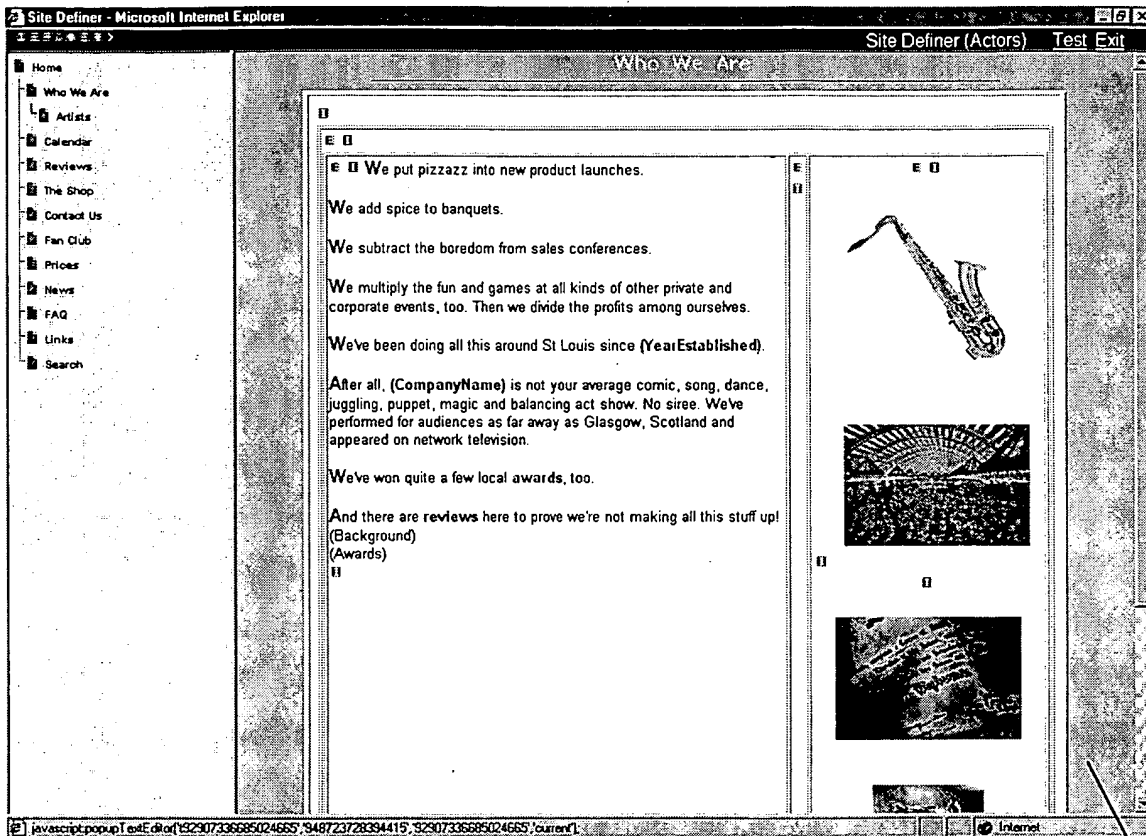 Site Definer - Microsoft Internet Explorer
Site Definer (Actors) Test Exit
Home
Who We Are
Artists
Calendar
Reviews
The Shop
Contact Us
Fan Club
Prices
News
FAQ
Links
Search
Who We Are
I
E I
E I We put pizzazz into new product launches.
We add spice to banquets.
We subtract the boredom from sales conferences.
We multiply the fun and games at all kinds of other private and
corporate events, too. Then we divide the profits among ourselves.
We've been doing all this around St Louis since (YearEstablished).
After all, (CompanyName) is not your average comic, song, dance,
juggling, puppet, magic and balancing act show. No siree. We've
performed for audiences as far away as Glasgow, Scotland and
appeared on network television.
We've won quite a few local awards, too.
And there are reviews here to prove we're not making all this stuff up!
(Background)
(Awards)
I
E
I
E I
I
I
javascript:popupTextEditor('t929073366850246​65','948723728394415','92907336685024665','current');
Internet